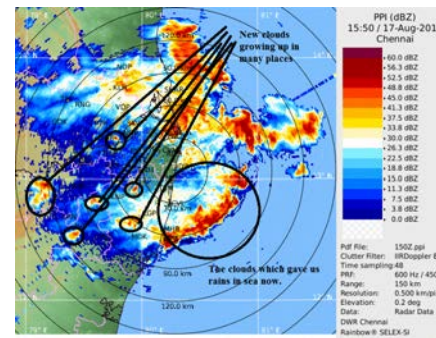 PPI (dBZ)
15:50 / 17-Aug-201
Chennai
60.0 dBZ
56.3 dBZ
52.5 dBZ
48.8 dBZ
45.0 dBZ
41.3 dBZ
37.5 dBZ
33.8 dBZ
30.0 dBZ
26.3 dBZ
22.5 dBZ
18.8 dBZ
15.0 dBZ
11.3 dBZ
7.5 dBZ
3.8 dBZ
0.0 dBZ
Pdf File: 150Z.ppi
Clutter Filter: IIRDoppler
Time sampling:48
PRF: 600 Hz / 450
Range: 150 km
Resolution: 0.500 km/pi
Elevation: 0.2 deg
Data: Radar Data
DWR Chennai
Rainbow® SELEX-SI
120.0 km
New clouds
growing up in
many places
The clouds which gave us
rains in sea now.
90.0 km
120.0 km